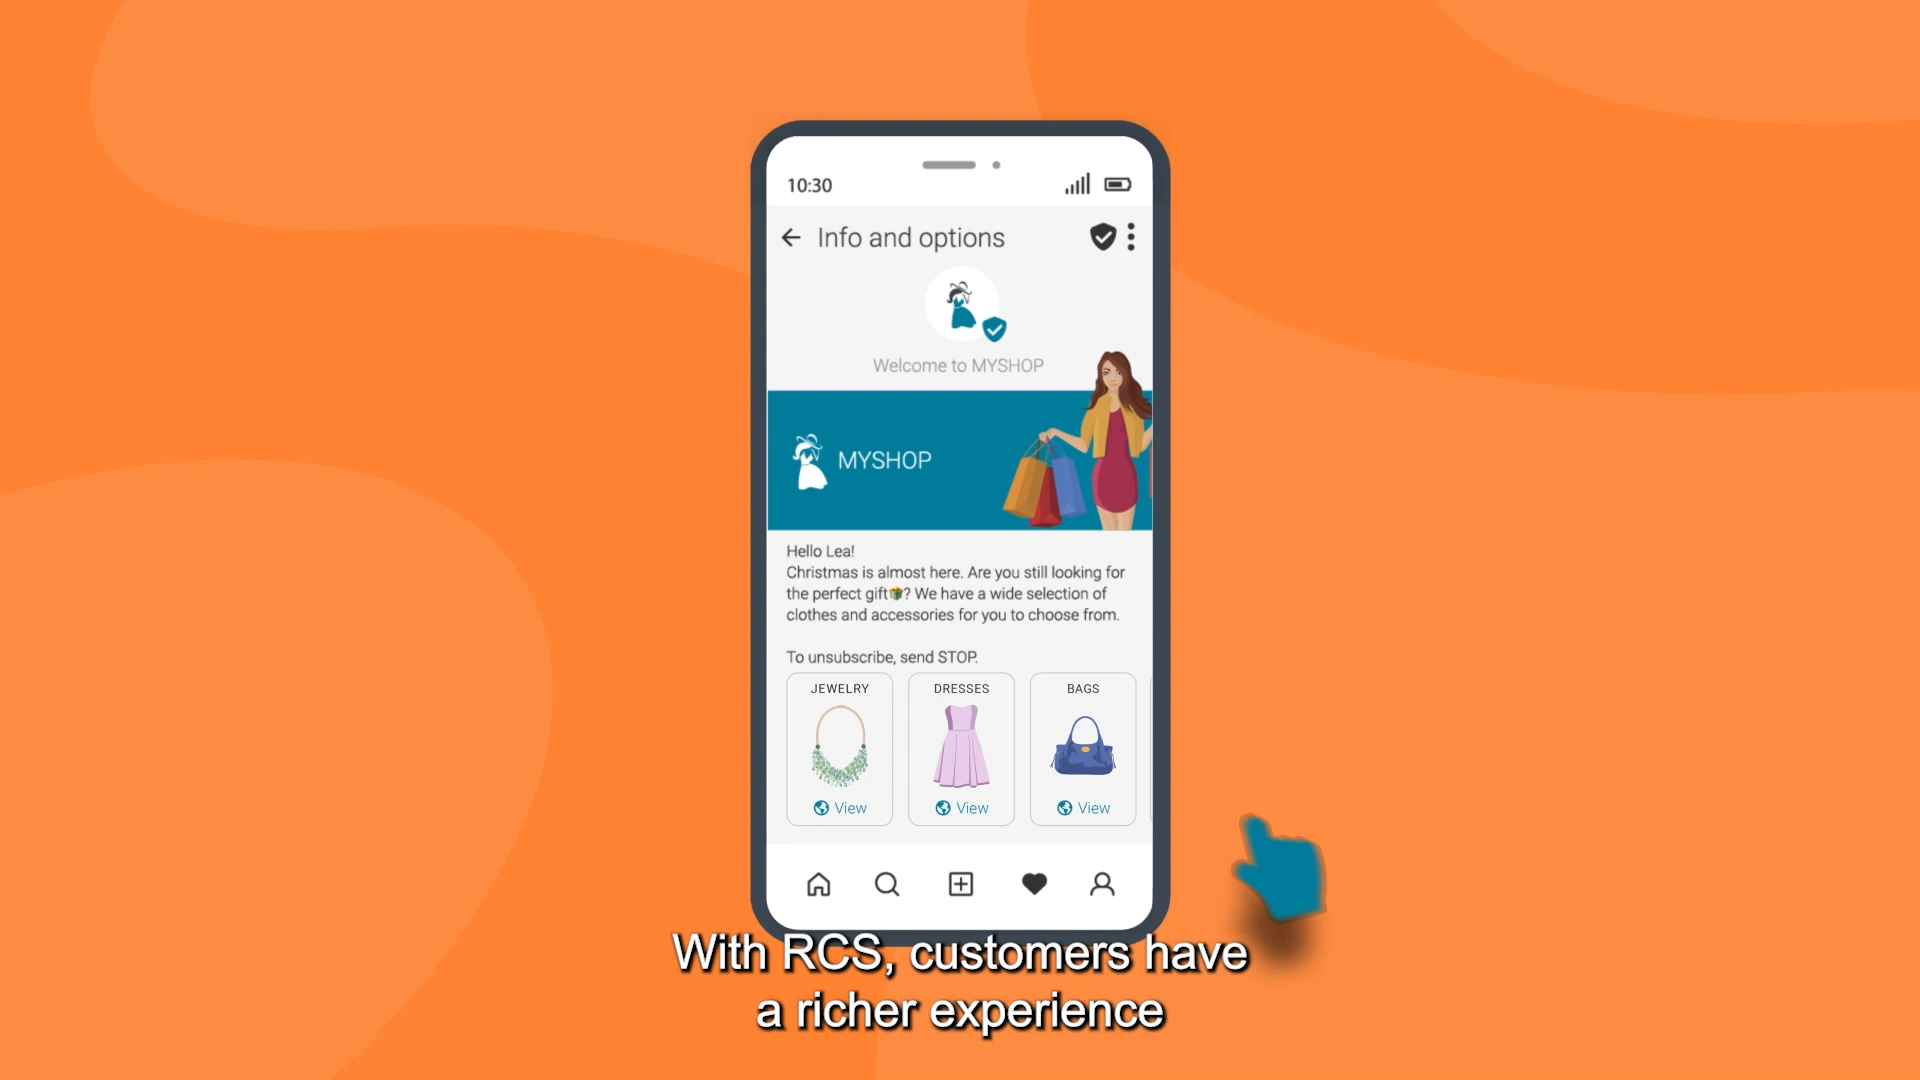 10:30
Info and options
Welcome to MYSHOP
MYSHOP
Hello Lea!
Christmas is almost here. Are you still looking for
the perfect gift🎁? We have a wide selection of
clothes and accessories for you to choose from.
To unsubscribe, send STOP.
JEWELRY
DRESSES
BAGS
View
View
View
With RCS, customers have
a richer experience